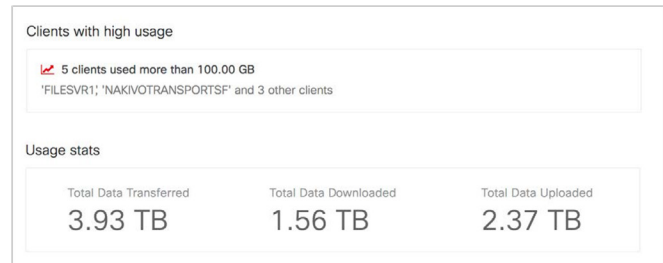 Clients with high usage
5 clients used more than 100.00 GB
'FILESVR1', 'NAKIVOTRANSPORTSF' and 3 other clients
Usage stats
Total Data Transferred Total Data Downloaded Total Data Uploaded
3.93 TB 1.56 TB 2.37 TB